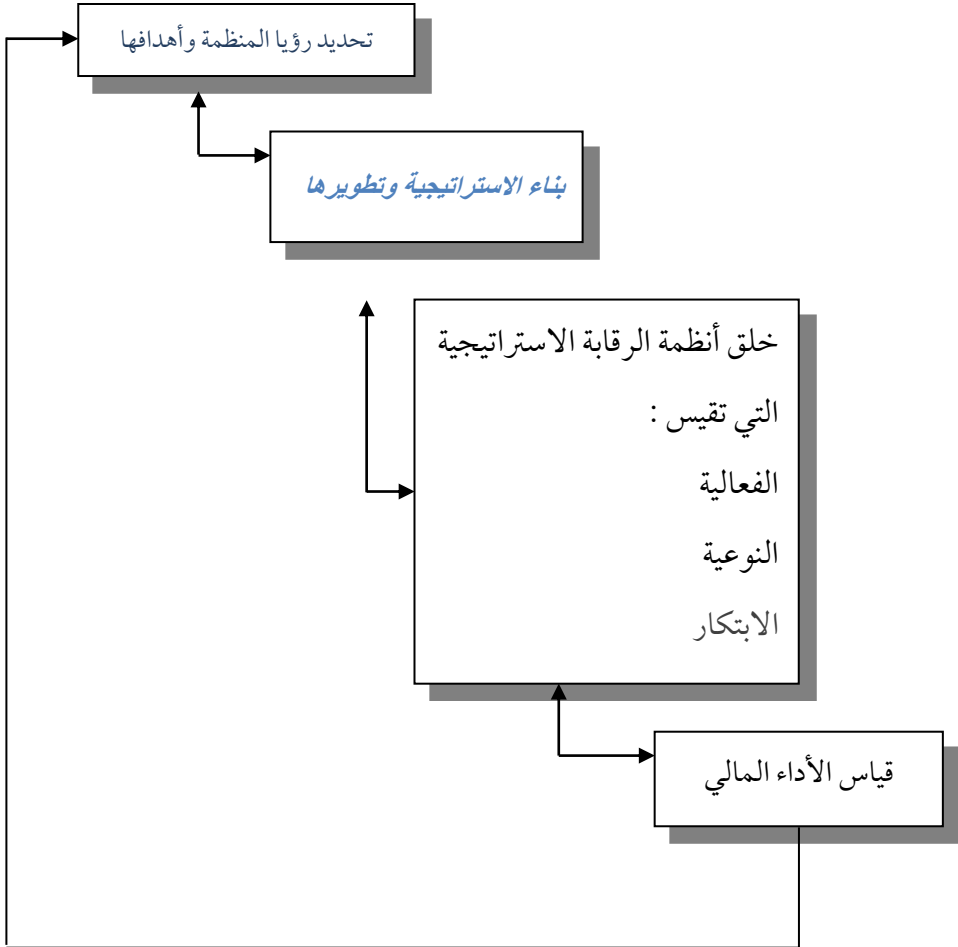 تحديد رؤيا المنظمة وأهدافها
بناء الاستراتيجية وتطويرها
خلق أنظمة الرقابة الاستراتيجية
التي تقيس :
الفعالية
النوعية
الابتكار
قياس الأداء المالي